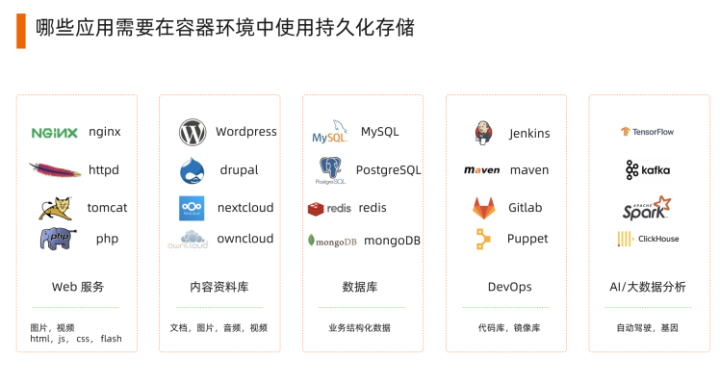 哪些应用需要在容器环境中使用持久化存储
NGiNX nginx
httpd
tomcat
php php
Web 服务
图片，视频
html，js， css， flash
Wordpress
drupal
nextcloud
ownCloud owncloud
内容资料库
文档，图片，音频，视频
MySQL MySQL
PostgreSQL PostgreSQL
redis redis
mongoDB mongoDB
数据库
业务结构化数据
Jenkins
maven maven
Gitlab
Puppet
DevOps
代码库，镜像库
TensorFlow
kafka
APACHE
Spark
ClickHouse
AI/大数据分析
自动驾驶，基因